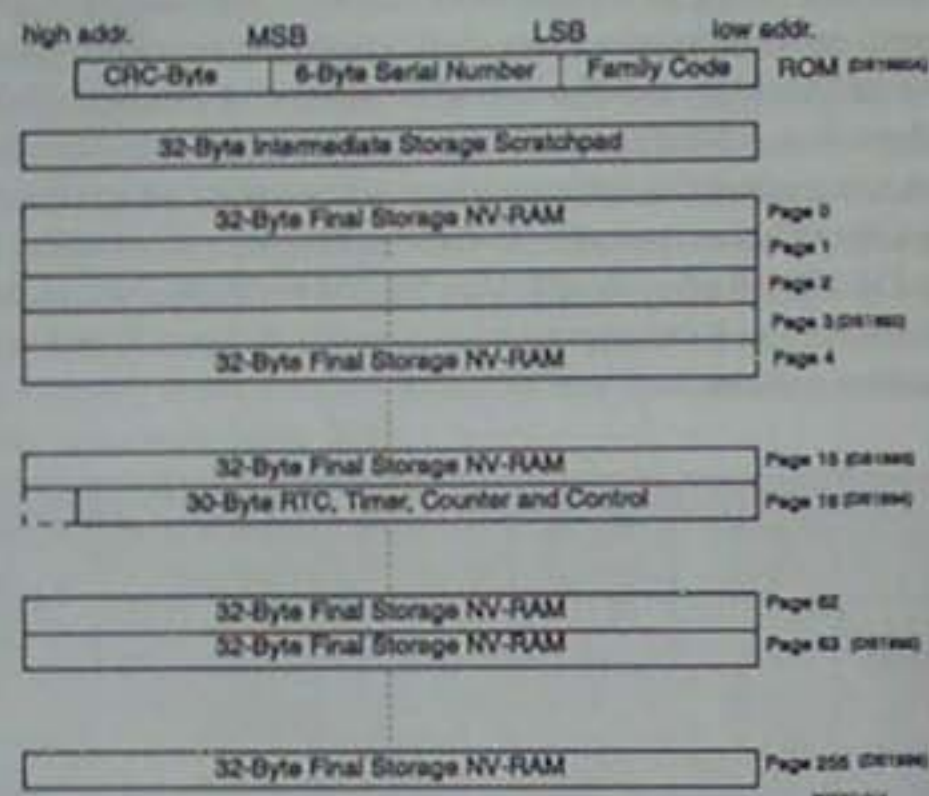 high addr. MSB LSB low addr.
CRC-Byte 6-Byte Serial Number Family Code ROM
32-Byte Intermediate Storage Scratchpad
32-Byte Final Storage NV-RAM Page 0
Page 1
Page 2
Page 3
32-Byte Final Storage NV-RAM Page 4
32-Byte Final Storage NV-RAM Page 15
30-Byte RTC, Timer, Counter and Control Page 16
32-Byte Final Storage NV-RAM Page 62
32-Byte Final Storage NV-RAM Page 63
32-Byte Final Storage NV-RAM Page 255